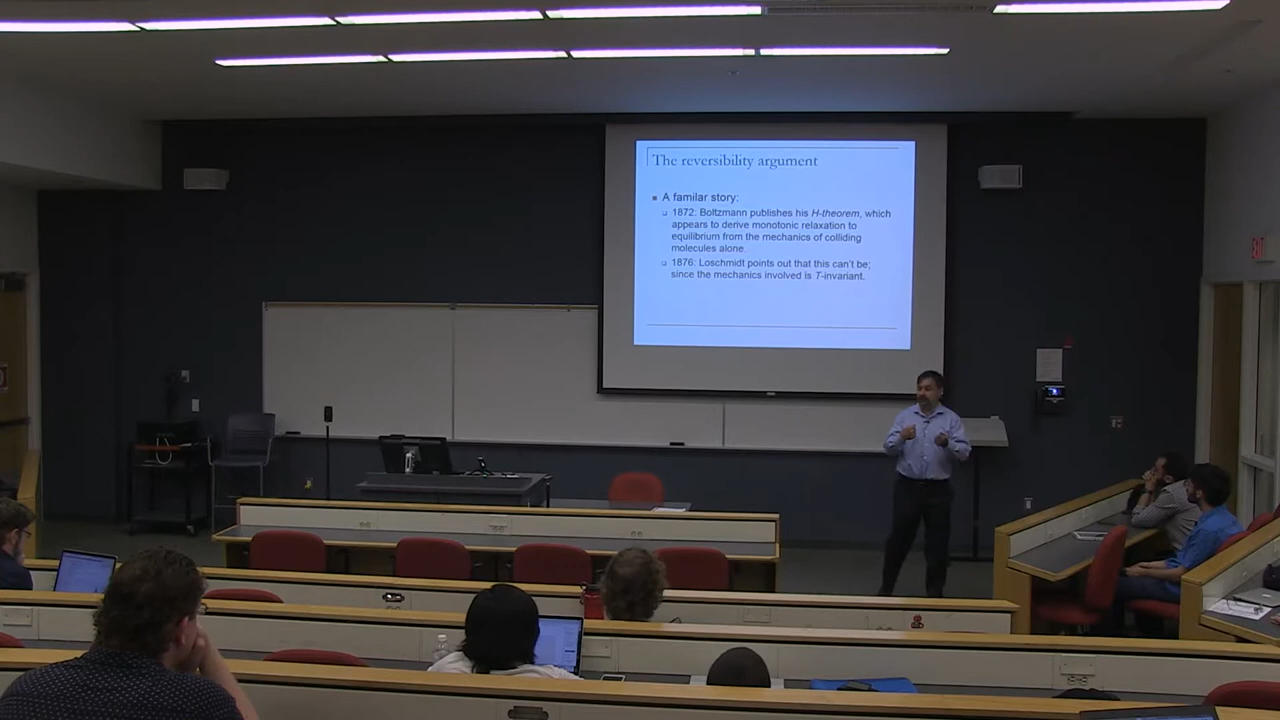 The reversibility argument
A familar story:
1872: Boltzmann publishes his H-theorem, which
appears to derive monotonic relaxation to
equilibrium from the mechanics of colliding
molecules alone.
1876: Loschmidt points out that this can't be;
since the mechanics involved is T-invariant.